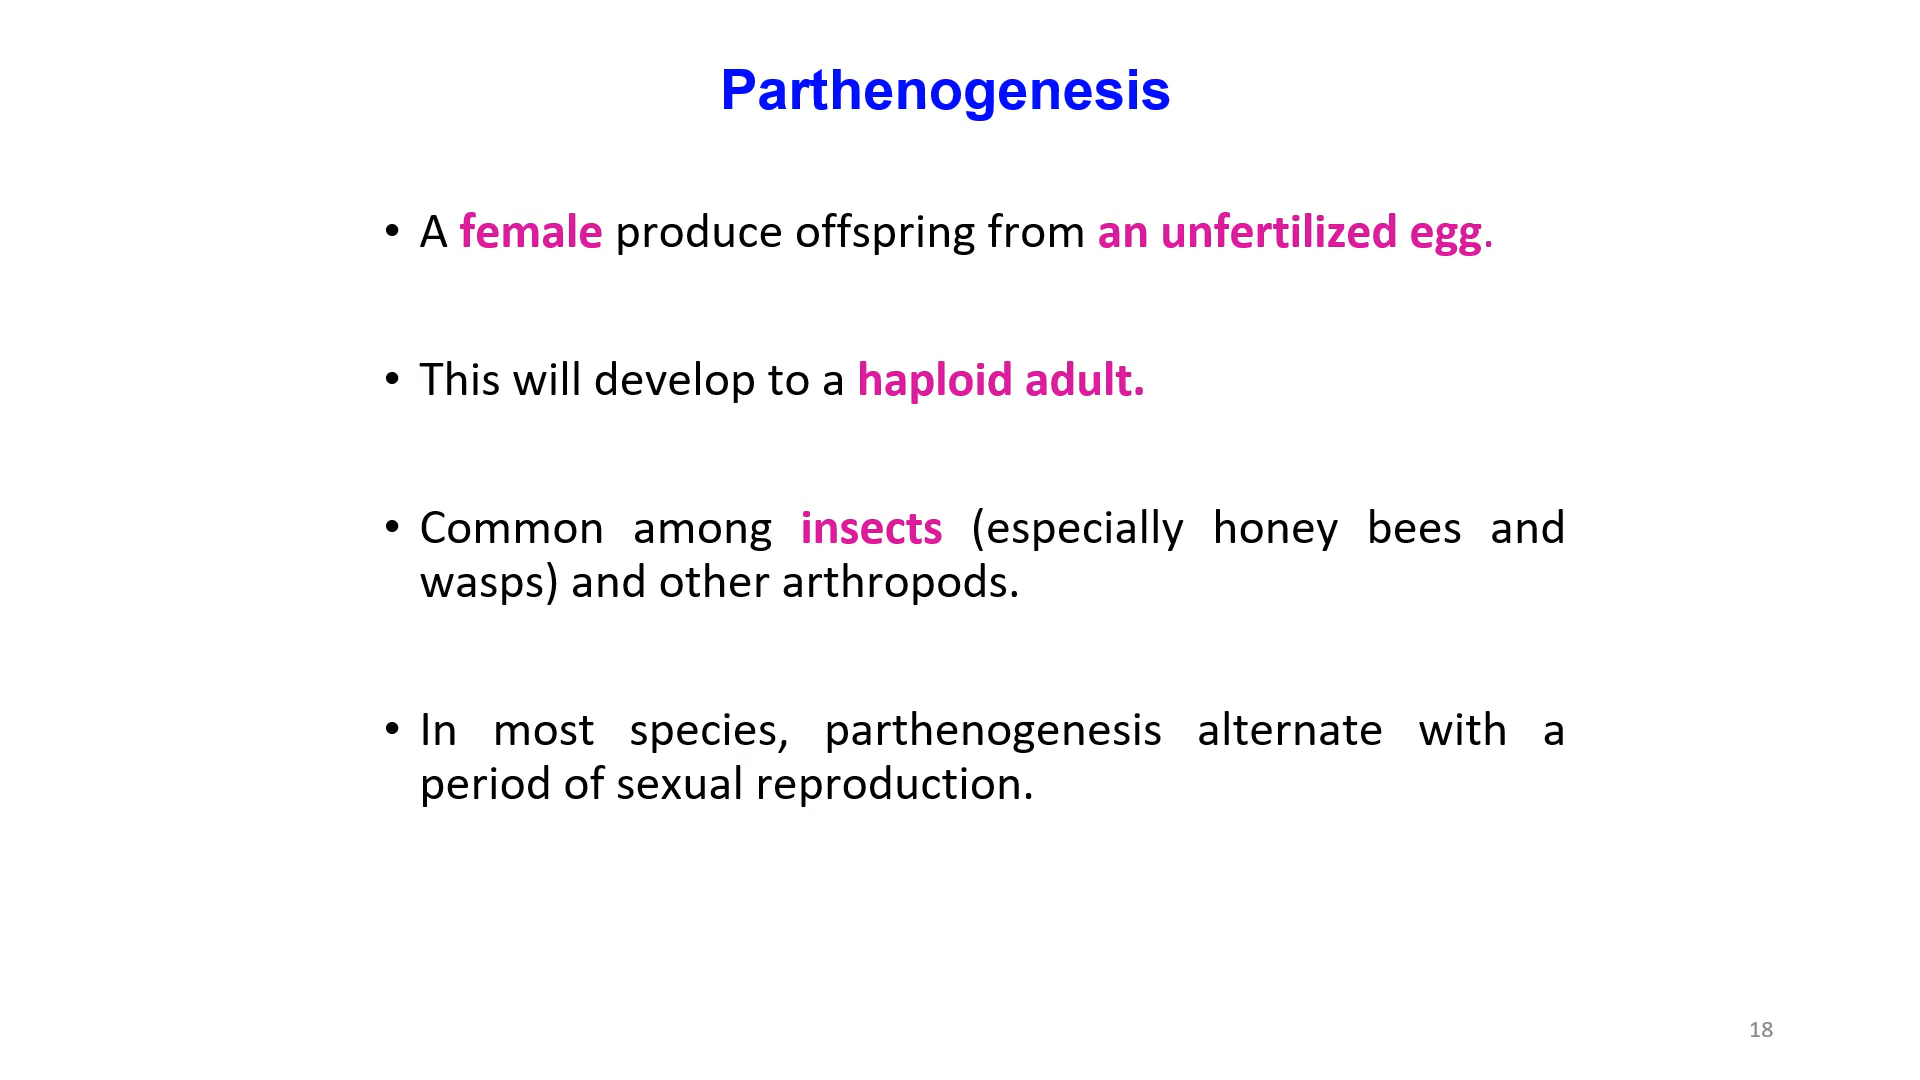 Parthenogenesis
• A female produce offspring from an unfertilized egg.
• This will develop to a haploid adult.
• Common among insects (especially honey bees and
wasps) and other arthropods.
• In most species, parthenogenesis alternate with a
period of sexual reproduction.
18